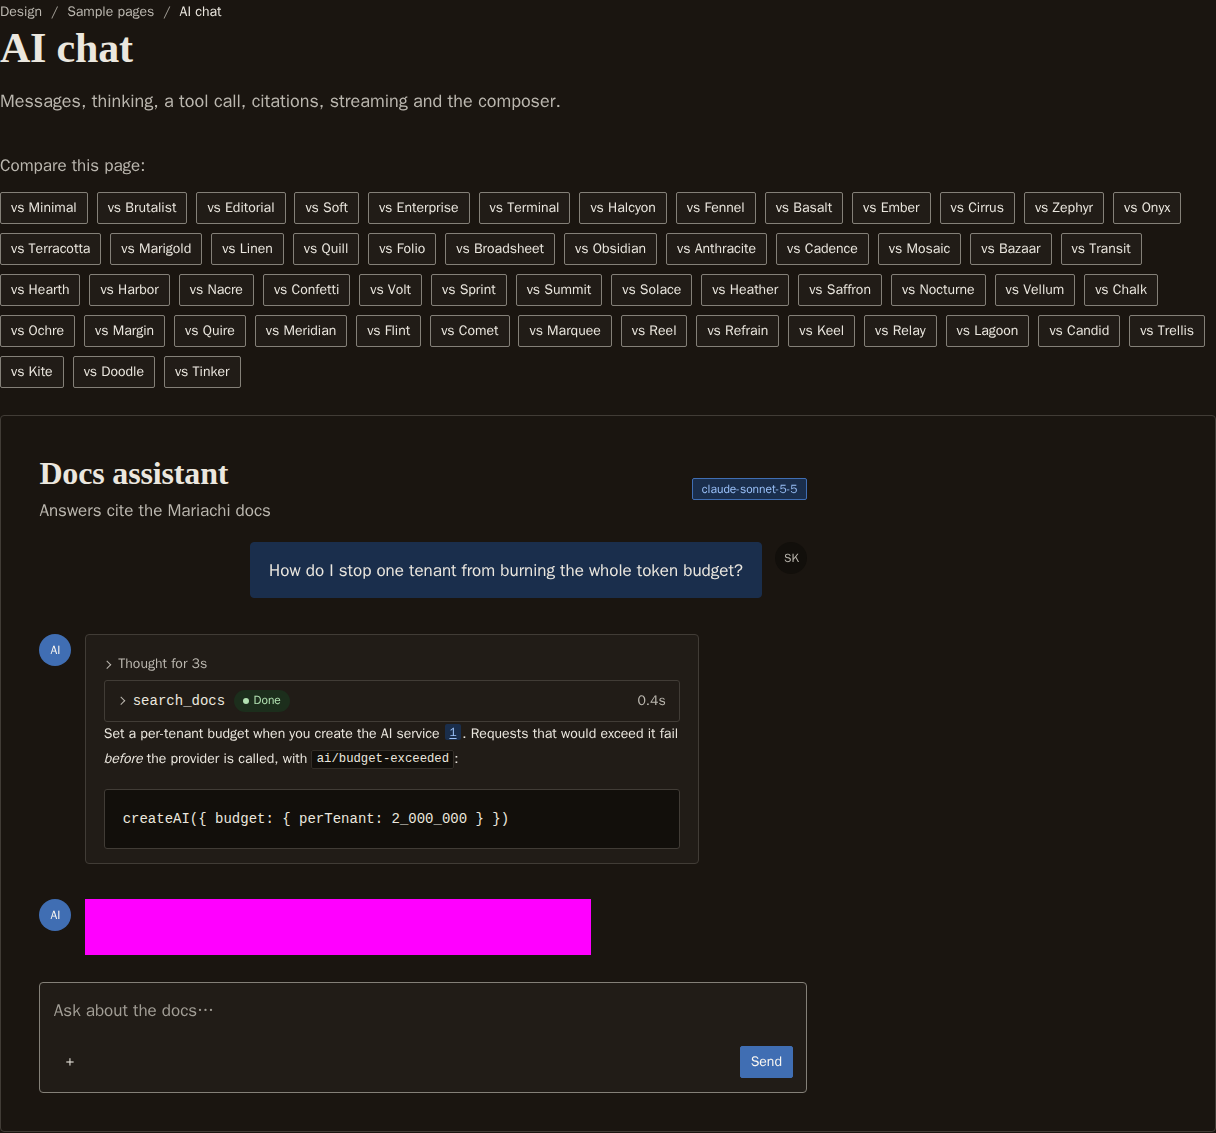 Design / Sample pages / AI chat
AI chat
Messages, thinking, a tool call, citations, streaming and the composer.
Compare this page:
vs Minimal vs Brutalist vs Editorial vs Soft vs Enterprise vs Terminal vs Halcyon vs Fennel vs Basalt vs Ember vs Cirrus vs Zephyr vs Onyx
vs Terracotta vs Marigold vs Linen vs Quill vs Folio vs Broadsheet vs Obsidian vs Anthracite vs Cadence vs Mosaic vs Bazaar vs Transit
vs Hearth vs Harbor vs Nacre vs Confetti vs Volt vs Sprint vs Summit vs Solace vs Heather vs Saffron vs Nocturne vs Vellum vs Chalk
vs Ochre vs Margin vs Quire vs Meridian vs Flint vs Comet vs Marquee vs Reel vs Refrain vs Keel vs Relay vs Lagoon vs Candid vs Trellis
vs Kite vs Doodle vs Tinker
Docs assistant
claude-sonnet-5-5
Answers cite the Mariachi docs
How do I stop one tenant from burning the whole token budget?
SK
AI
Thought for 3s
search_docs Done 0.4s
Set a per-tenant budget when you create the AI service 1. Requests that would exceed it fail
before the provider is called, with ai/budget-exceeded:
createAI({ budget: { perTenant: 2_000_000 } })
AI
Ask about the docs…
+ Send